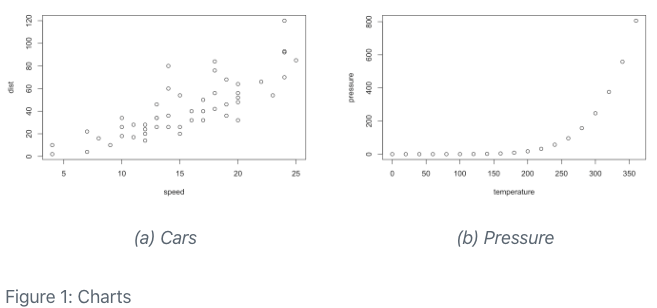 dist
0 20 40 60 80 100 120
5 10 15 20 25
speed
(a) Cars
pressure
0 200 400 600 800
0 50 100 150 200 250 300 350
temperature
(b) Pressure
Figure 1: Charts